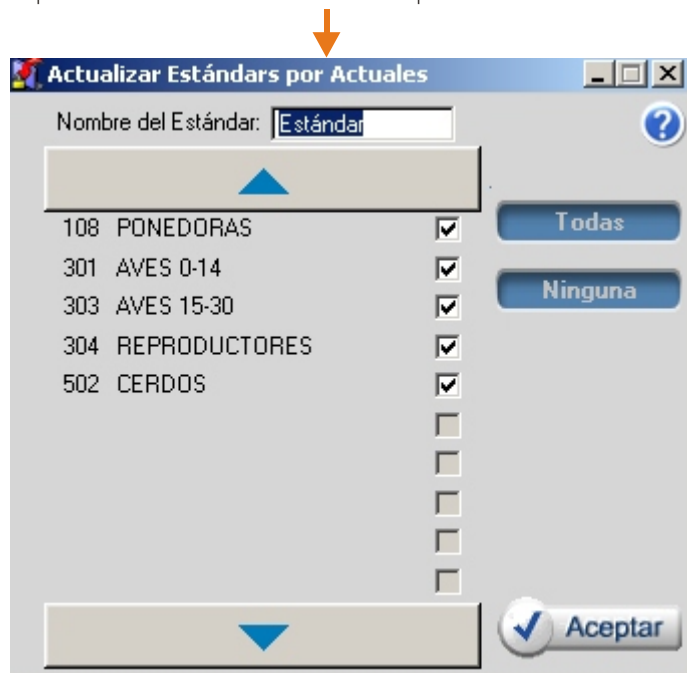 Actualizar Estándars por Actuales
Nombre del Estándar: Estándar
Todas
Ninguna
108 PONEDORAS
301 AVES 0-14
303 AVES 15-30
304 REPRODUCTORES
502 CERDOS
Aceptar